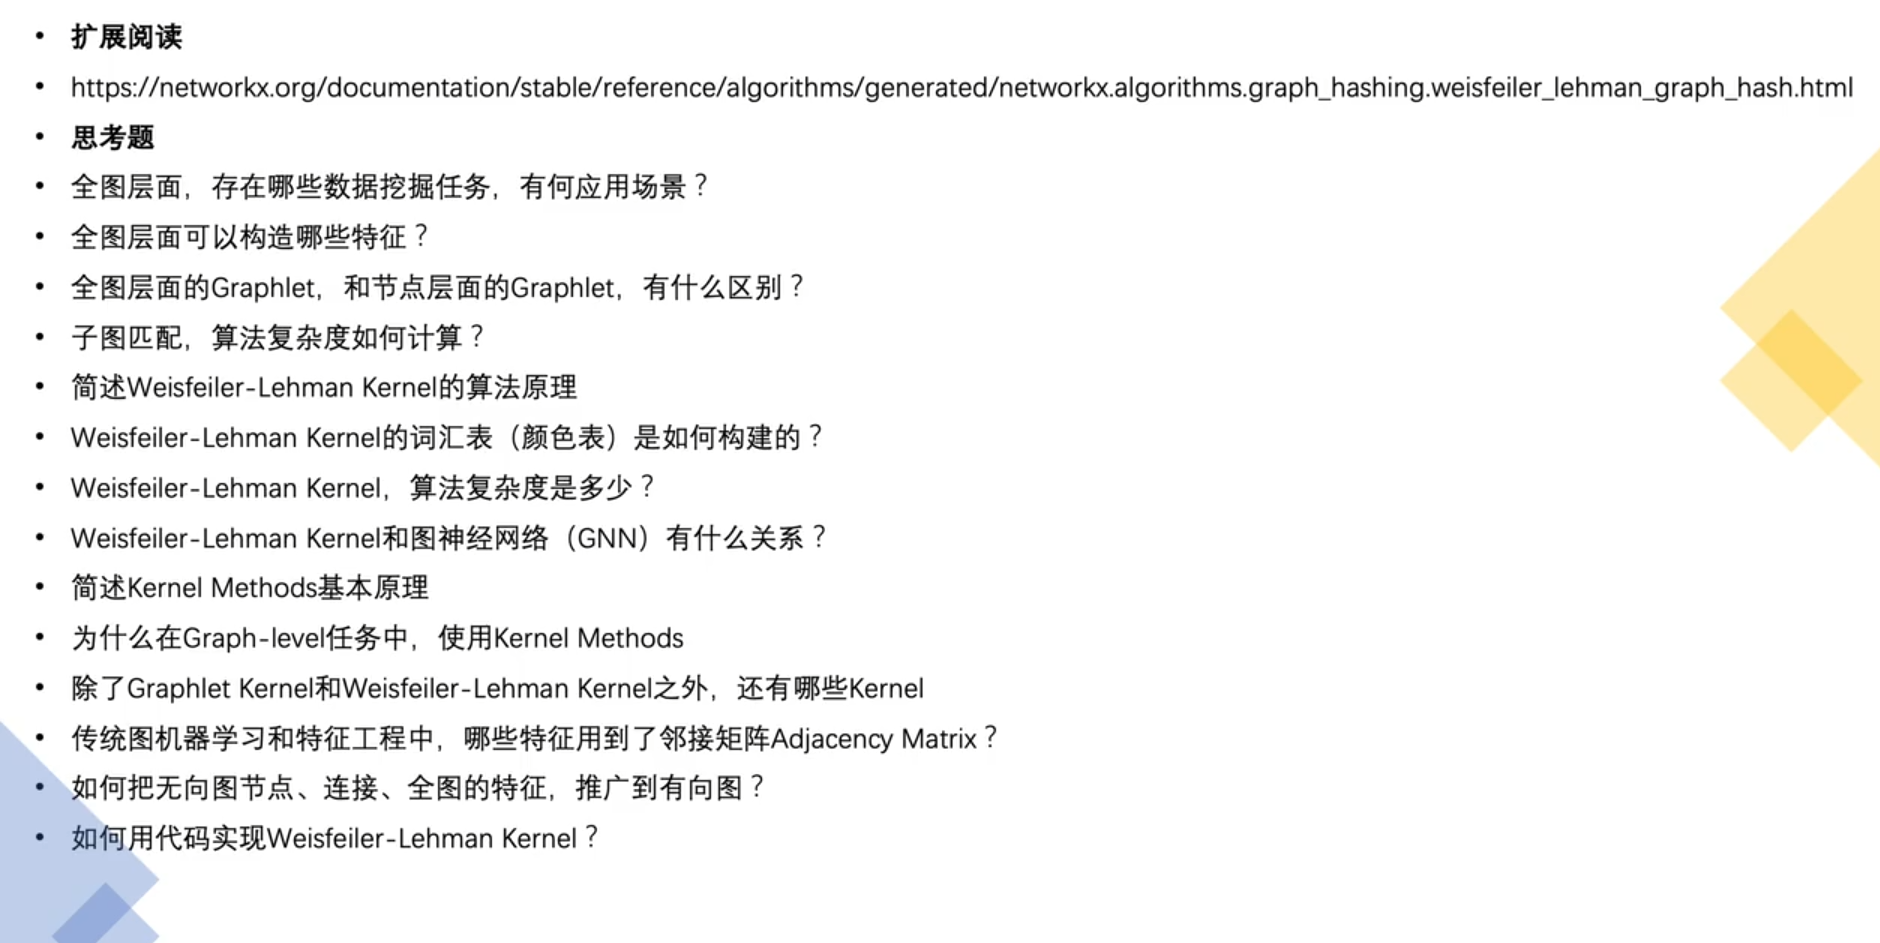 • 扩展阅读
• https://networkx.org/documentation/stable/reference/algorithms/generated/networkx.algorithms.graph_hashing.weisfeiler_lehman_graph_hash.html
• 思考题
• 全图层面，存在哪些数据挖掘任务，有何应用场景？
• 全图层面可以构造哪些特征？
• 全图层面的Graphlet，和节点层面的Graphlet，有什么区别？
• 子图匹配，算法复杂度如何计算？
• 简述Weisfeiler-Lehman Kernel的算法原理
• Weisfeiler-Lehman Kernel的词汇表（颜色表）是如何构建的？
• Weisfeiler-Lehman Kernel，算法复杂度是多少？
• Weisfeiler-Lehman Kernel和图神经网络（GNN）有什么关系？
• 简述Kernel Methods基本原理
• 为什么在Graph-level任务中，使用Kernel Methods
• 除了Graphlet Kernel和Weisfeiler-Lehman Kernel之外，还有哪些Kernel
• 传统图机器学习和特征工程中，哪些特征用到了邻接矩阵Adjacency Matrix？
• 如何把无向图节点、连接、全图的特征，推广到有向图？
• 如何用代码实现Weisfeiler-Lehman Kernel？